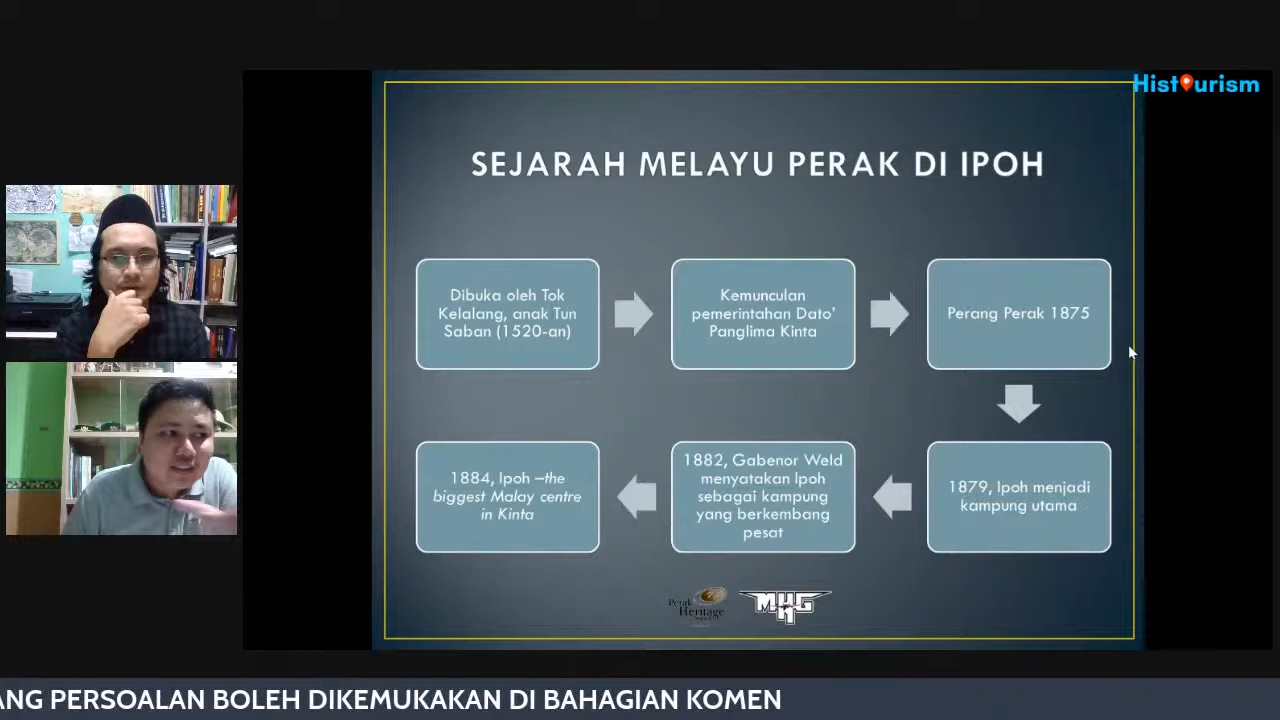 Histourism
SEJARAH MELAYU PERAK DI IPOH
Dibuka oleh Tok
Kelalang, anak Tun
Saban (1520-an)
Kemunculan
pemerintahan Dato'
Panglima Kinta
Perang Perak 1875
1879, Ipoh menjadi
kampung utama
1882, Gabenor Weld
menyatakan Ipoh
sebagai kampung
yang berkembang
pesat
1884, Ipoh –the
biggest Malay centre
in Kinta
Perak
Heritage
MKG
ANG PERSOALAN BOLEH DIKEMUKAKAN DI BAHAGIAN KOMEN